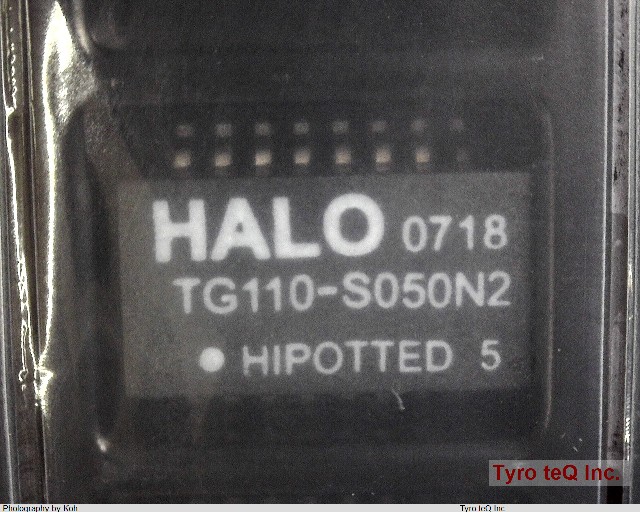 HALO 0718
TG110-S050N2
HIPOTTED 5
Tyro teQ Inc.
Photography by Koh
Tyro teQ Inc